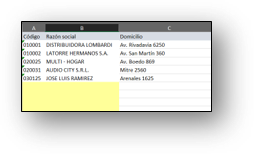 A B C
Código Razón social Domicilio
010001 DISTRIBUIDORA LOMBARDI Av. Rivadavia 6250
010002 LATORRE HERMANOS S.A. Av. San Martín 360
020025 MULTI - HOGAR Av. Boedo 869
020031 AUDIO CITY S.R.L. Mitre 2560
030125 JOSE LUIS RAMIREZ Arenales 1625